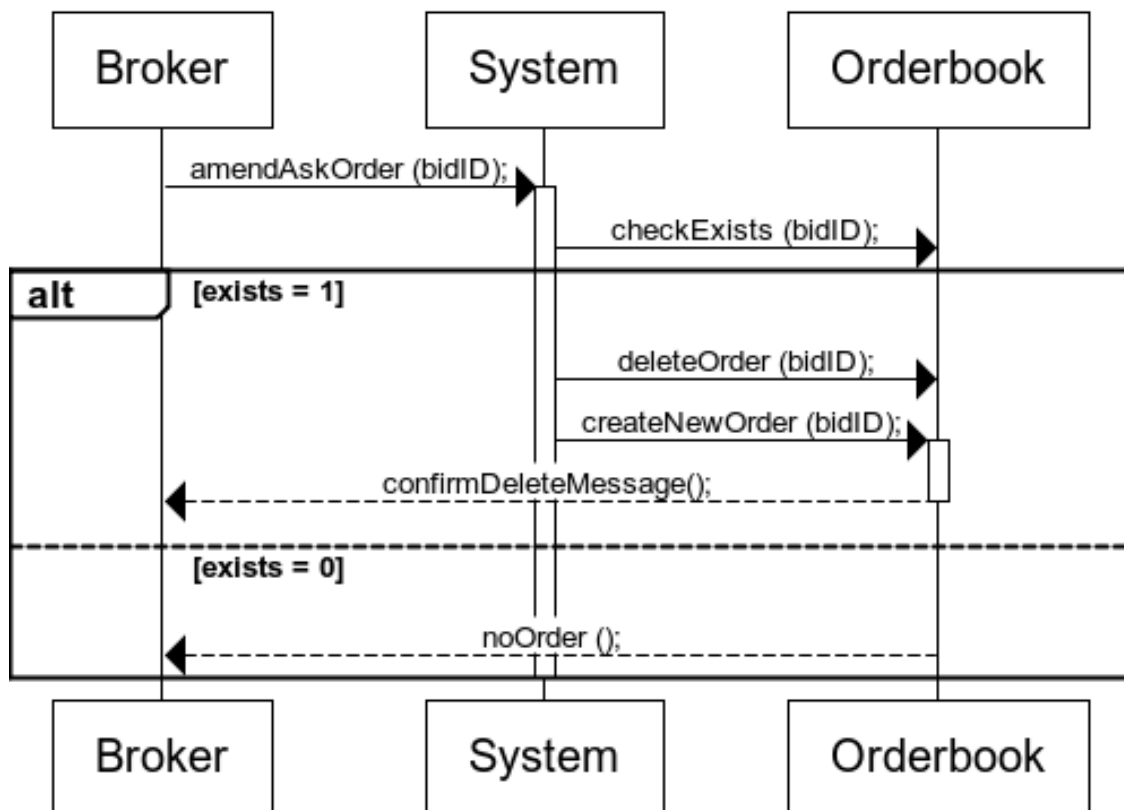 Broker
System
Orderbook
amendAskOrder (bidID);
checkExists (bidID);
alt
[exists = 1]
deleteOrder (bidID);
createNewOrder (bidID);
confirmDeleteMessage();
[exists = 0]
noOrder ();
Broker
System
Orderbook